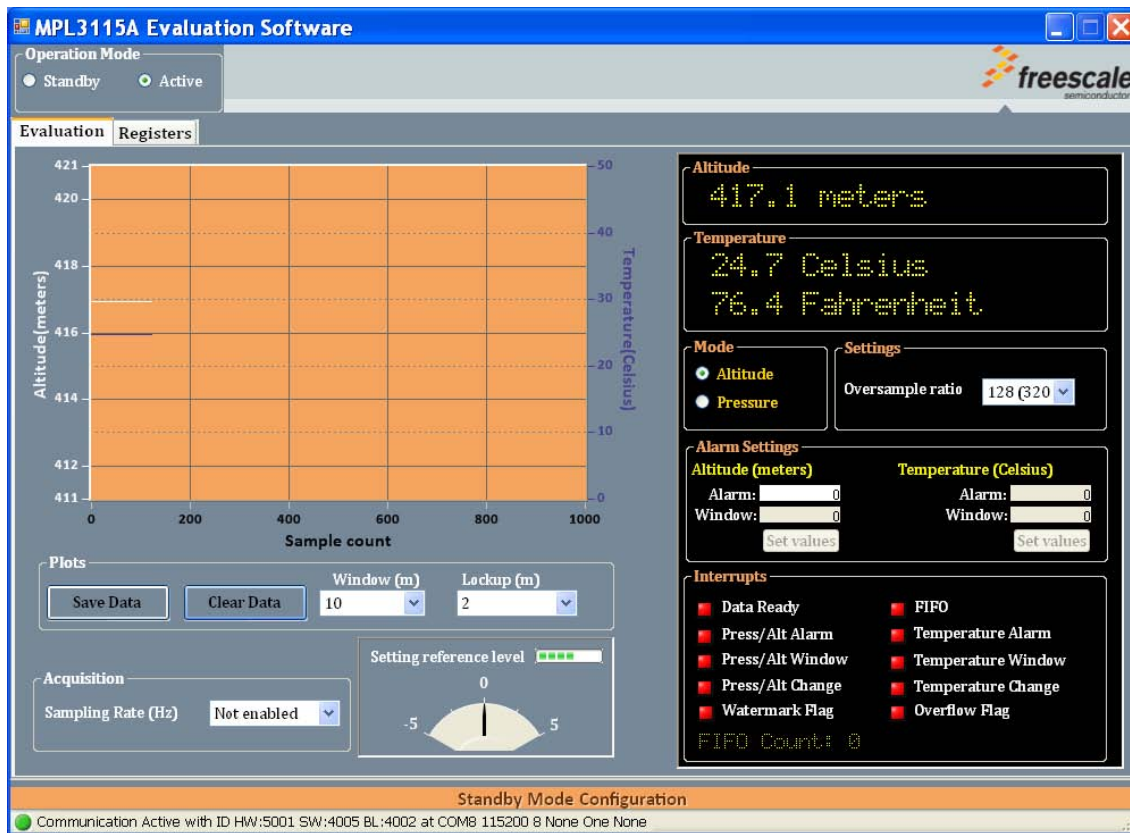 MPL3115A Evaluation Software
Operation Mode
Standby
Active
freescale
semiconductor
Evaluation
Registers
421
420
418
416
414
412
411
Altitude(meters)
50
40
30
20
10
0
Temperature(Celsius)
0 200 400 600 800 1000
Sample count
Plots
Save Data
Clear Data
Window (m)
10
Lockup (m)
2
Acquisition
Sampling Rate (Hz)
Not enabled
Setting reference level
-5 0 5
Altitude
417.1 meters
Temperature
24.7 Celsius
76.4 Fahrenheit
Mode
Altitude
Pressure
Settings
Oversample ratio
128 (320
Alarm Settings
Altitude (meters)
Alarm: 0
Window: 0
Set values
Temperature (Celsius)
Alarm: 0
Window: 0
Set values
Interrupts
Data Ready
Press/Alt Alarm
Press/Alt Window
Press/Alt Change
Watermark Flag
FIFO
Temperature Alarm
Temperature Window
Temperature Change
Overflow Flag
FIFO Count: 0
Standby Mode Configuration
Communication Active with ID HW:5001 SW:4005 BL:4002 at COM8 115200 8 None One None